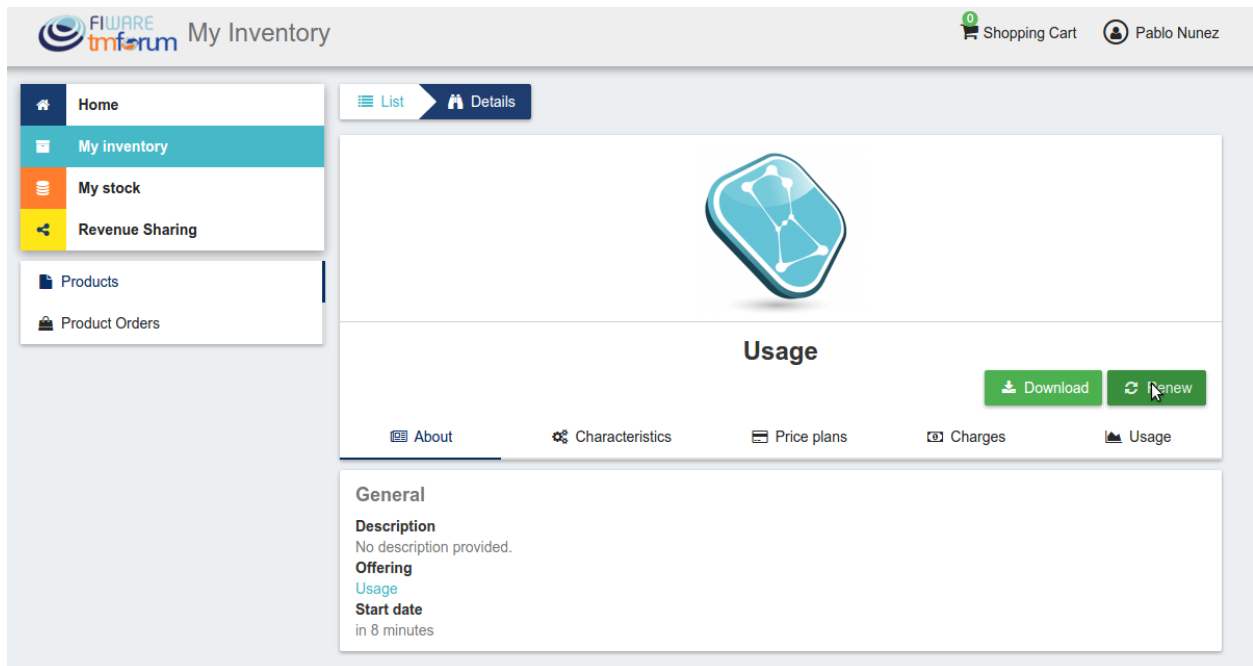 FIWARE
tmforum
My Inventory
0
Shopping Cart
Pablo Nunez
Home
My inventory
My stock
Revenue Sharing
Products
Product Orders
List
Details
Usage
Download
Renew
About
Characteristics
Price plans
Charges
Usage
General
Description
No description provided.
Offering
Usage
Start date
in 8 minutes